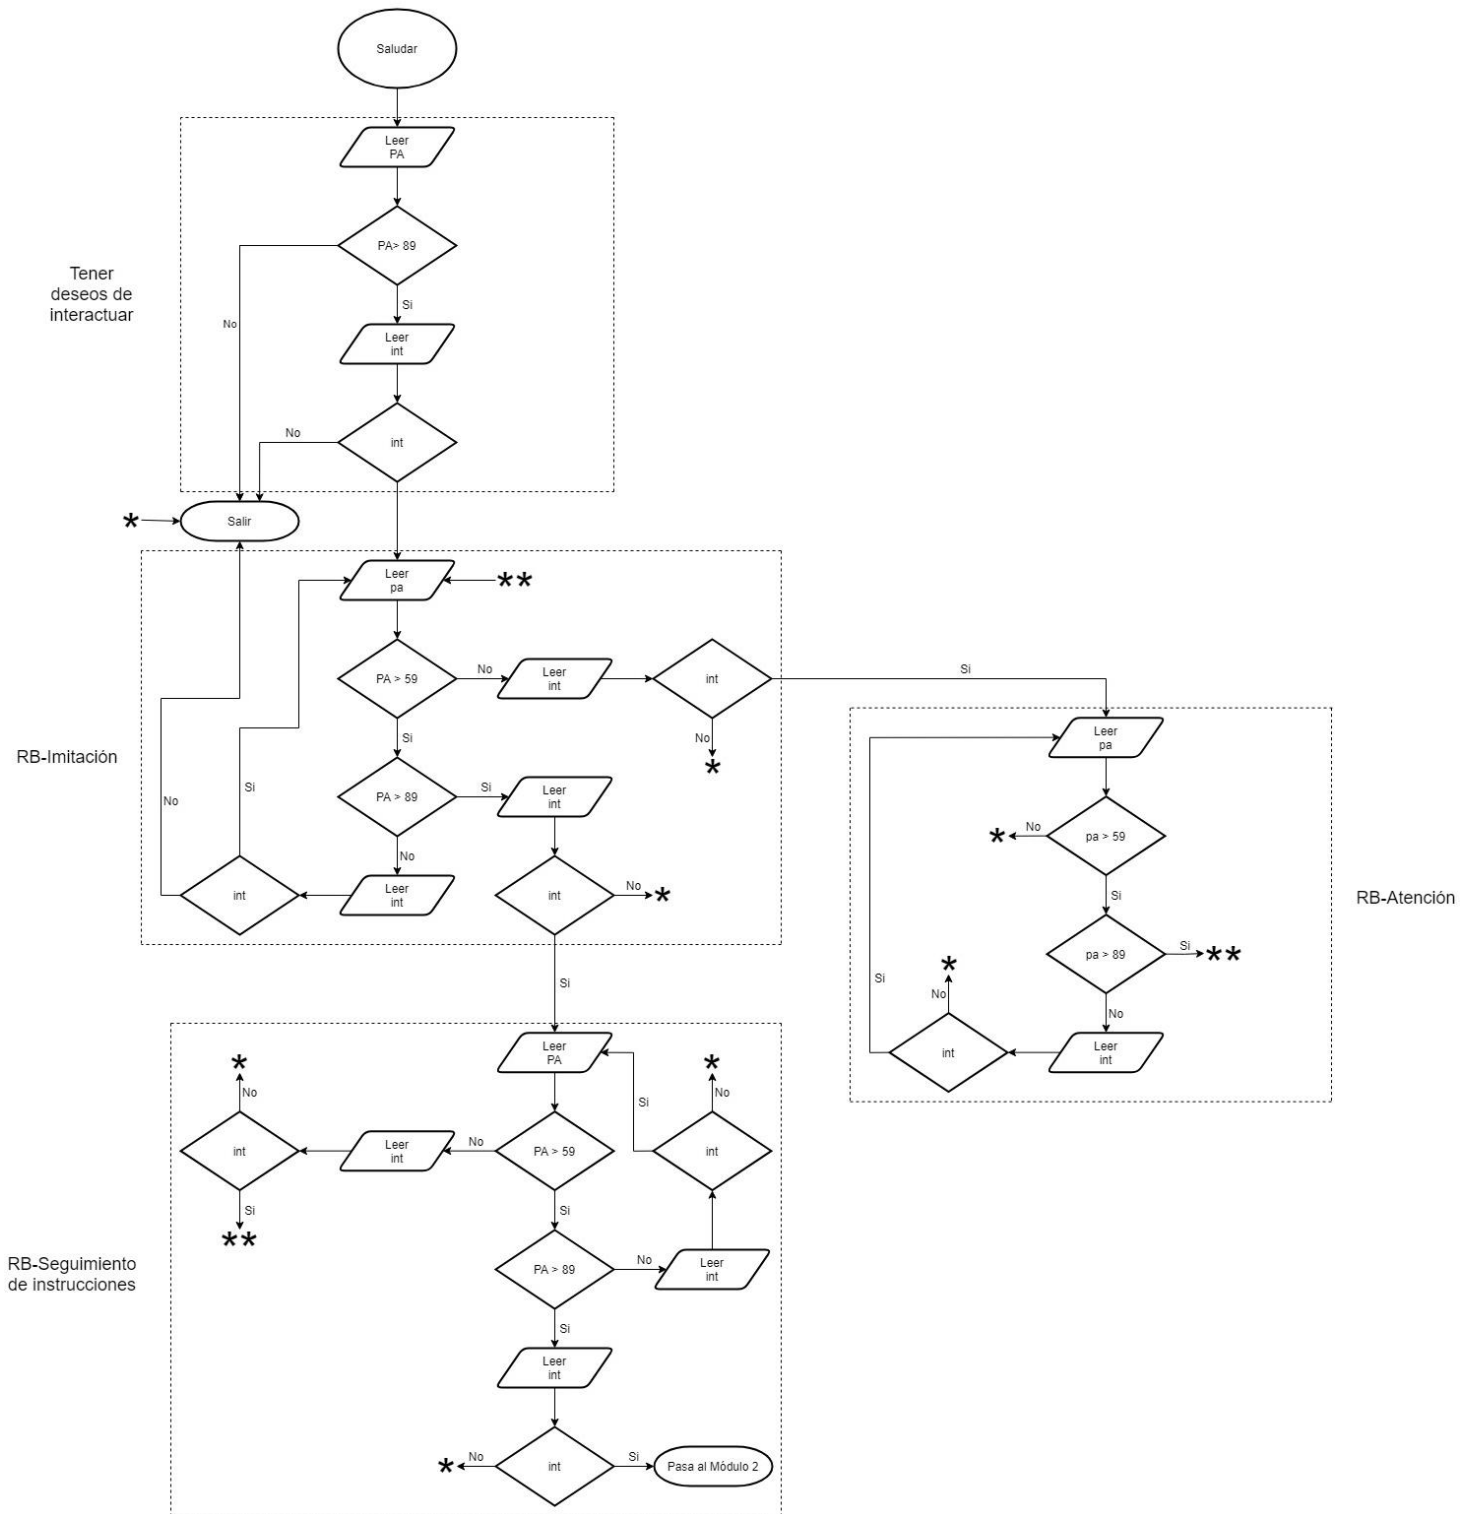 Saludar
Leer
PA
PA> 89
Tener
deseos de
interactuar
No
Si
Leer
int
No
int
*
Salir
Leer
pa
**
PA > 59
No
Leer
int
int
Si
Leer
pa
RB-Imitación
Si
No
*
No
Si
PA > 89
Si
Leer
int
*
No
pa > 59
No
Leer
int
int
int
No
*
Si
RB-Atención
pa > 89
Si
**
*
No
Si
No
Si
int
Leer
int
Leer
PA
*
No
Si
*
No
int
Leer
int
No
PA > 59
int
Si
**
Si
RB-Seguimiento
de instrucciones
PA > 89
No
Leer
int
Si
Leer
int
*
No
int
Si
Pasa al Módulo 2